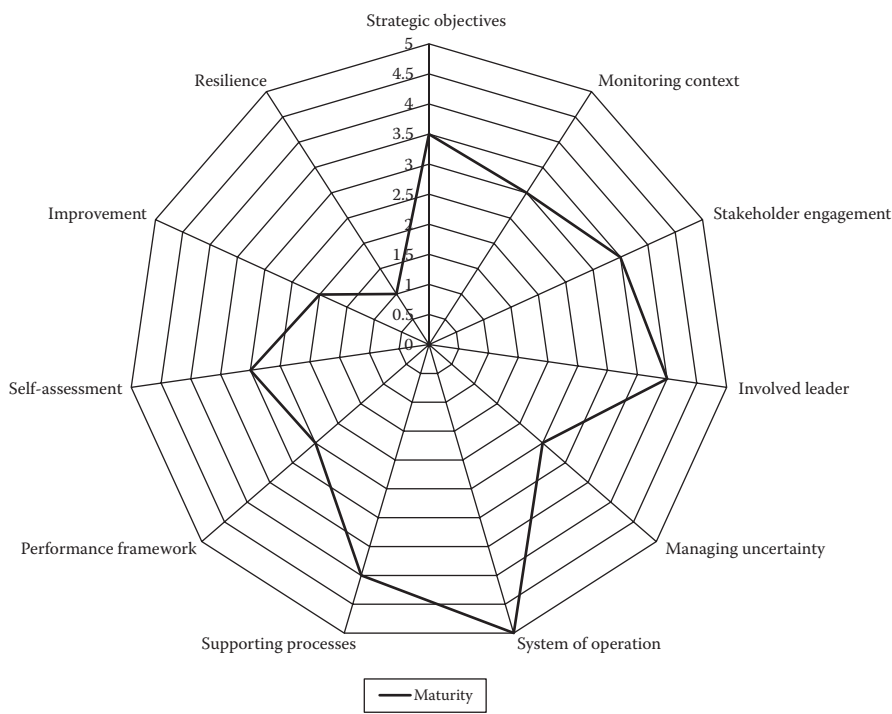 Strategic objectives
5
Resilience
Monitoring context
4.5
4
3.5
3
2.5
Improvement
Stakeholder engagement
2
1.5
1
0.5
0
Self-assessment
Involved leader
Performance framework
Managing uncertainty
Supporting processes
System of operation
Maturity